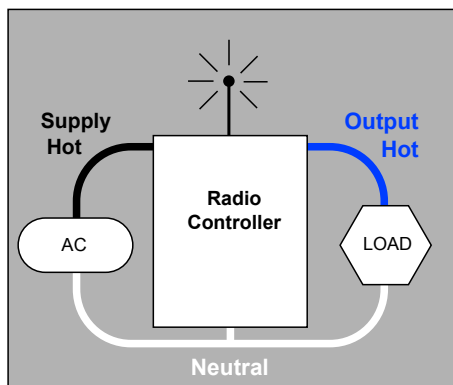 Supply
Hot
Output
Hot
Radio
Controller
AC
LOAD
Neutral